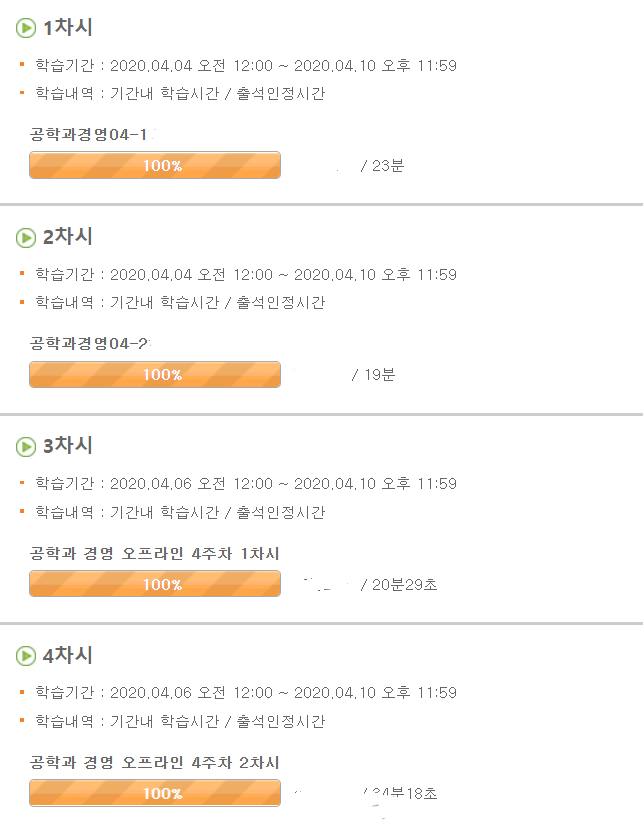 1차시
학습기간 : 2020.04.04 오전 12:00 ~ 2020.04.10 오후 11:59
학습내역 : 기간내 학습시간 / 출석인정시간
공학과경영04-1
100% / 23분
2차시
학습기간 : 2020.04.04 오전 12:00 ~ 2020.04.10 오후 11:59
학습내역 : 기간내 학습시간 / 출석인정시간
공학과경영04-2
100% / 19분
3차시
학습기간 : 2020.04.06 오전 12:00 ~ 2020.04.10 오후 11:59
학습내역 : 기간내 학습시간 / 출석인정시간
공학과 경영 오프라인 4주차 1차시
100% / 20분29초
4차시
학습기간 : 2020.04.06 오전 12:00 ~ 2020.04.10 오후 11:59
학습내역 : 기간내 학습시간 / 출석인정시간
공학과 경영 오프라인 4주차 2차시
100% /